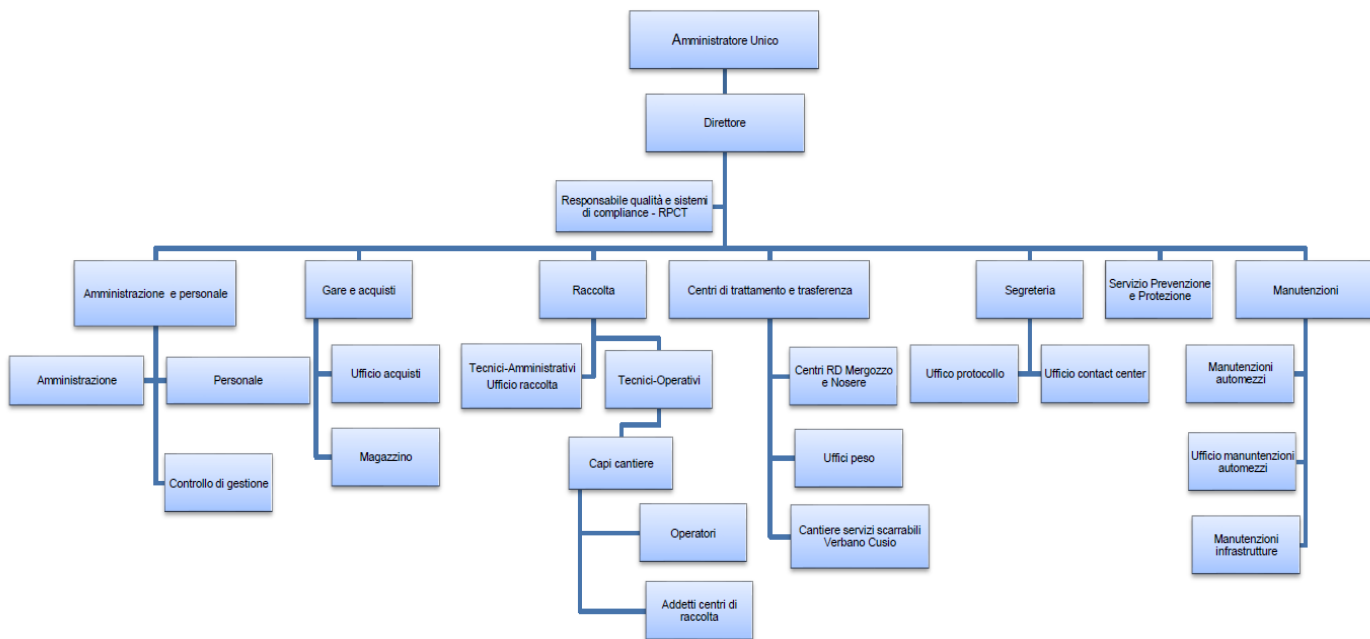 Amministratore Unico
Direttore
Responsabile qualità e sistemi
di compliance - RPCT
Amministrazione e personale
Gare e acquisti
Raccolta
Centri di trattamento e trasferenza
Segreteria
Servizio Prevenzione
e Protezione
Manutenzioni
Amministrazione
Personale
Controllo di gestione
Ufficio acquisti
Magazzino
Tecnici-Amministrativi
Ufficio raccolta
Tecnici-Operativi
Capi cantiere
Operatori
Addetti centri di
raccolta
Centri RD Mergozzo
e Nosere
Uffici peso
Cantiere servizi scarrabili
Verbano Cusio
Uffico protocollo
Ufficio contact center
Manutenzioni
automezzi
Ufficio manuntenzioni
automezzi
Manutenzioni
infrastrutture